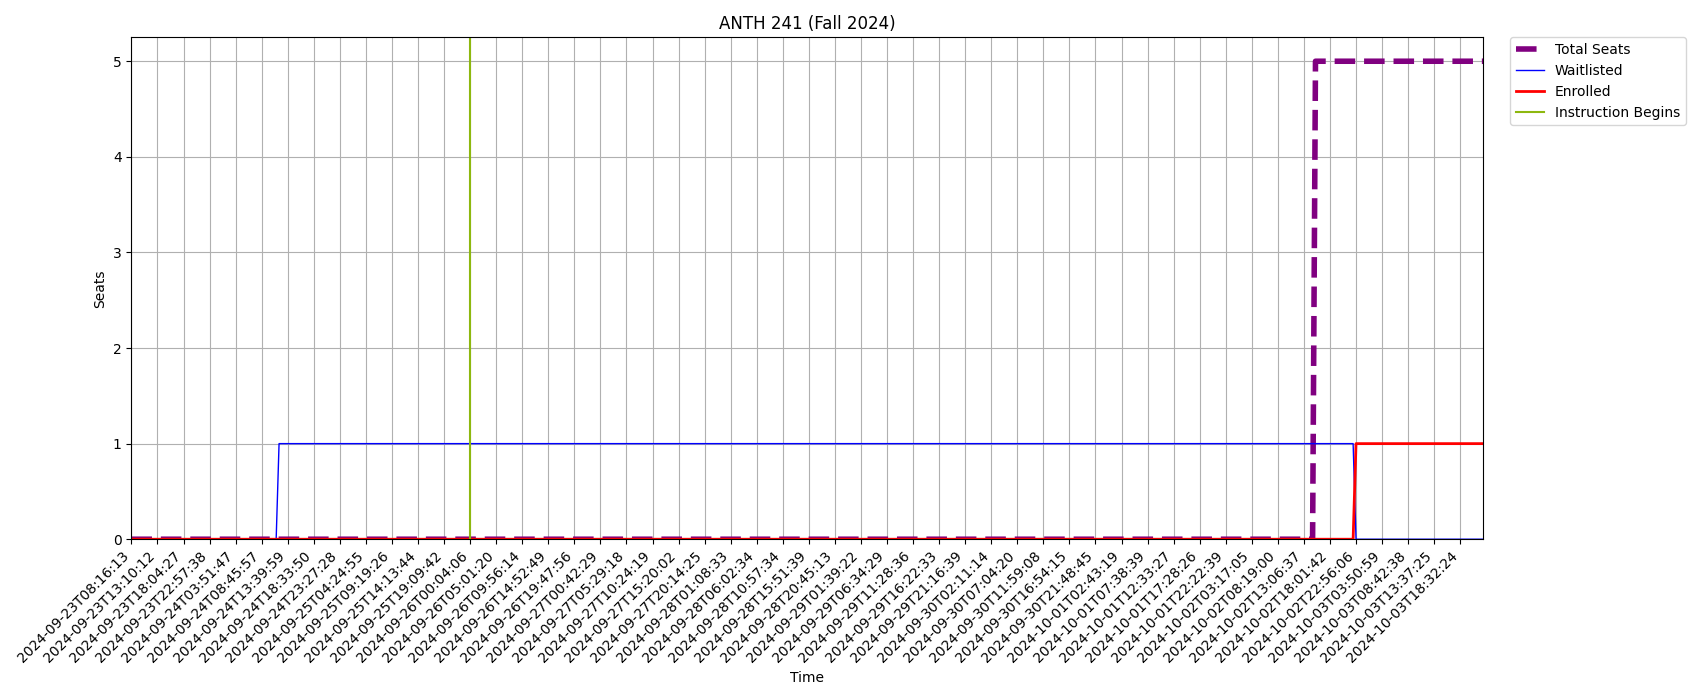 ANTH 241 (Fall 2024)
Total Seats
Waitlisted
Enrolled
Instruction Begins
Seats
5
4
3
2
1
0
2024-09-23T08:16:13
2024-09-23T13:10:12
2024-09-23T18:04:27
2024-09-23T22:57:38
2024-09-24T03:51:47
2024-09-24T08:45:57
2024-09-24T13:39:59
2024-09-24T18:33:50
2024-09-24T23:27:28
2024-09-25T04:24:55
2024-09-25T09:19:26
2024-09-25T14:13:44
2024-09-25T19:09:42
2024-09-26T00:04:06
2024-09-26T05:01:20
2024-09-26T09:56:14
2024-09-26T14:52:49
2024-09-26T19:47:56
2024-09-27T00:42:29
2024-09-27T05:29:18
2024-09-27T10:24:19
2024-09-27T15:20:02
2024-09-27T20:14:25
2024-09-28T01:08:33
2024-09-28T06:02:34
2024-09-28T10:57:34
2024-09-28T15:51:39
2024-09-28T20:45:13
2024-09-29T01:39:22
2024-09-29T06:34:29
2024-09-29T11:28:36
2024-09-29T16:22:33
2024-09-29T21:16:39
2024-09-30T02:11:14
2024-09-30T07:04:20
2024-09-30T11:59:08
2024-09-30T16:54:15
2024-09-30T21:48:45
2024-10-01T02:43:19
2024-10-01T07:38:39
2024-10-01T12:33:27
2024-10-01T17:28:26
2024-10-01T22:22:39
2024-10-02T03:17:05
2024-10-02T08:19:00
2024-10-02T13:06:37
2024-10-02T18:01:42
2024-10-02T22:56:06
2024-10-03T03:50:59
2024-10-03T08:42:38
2024-10-03T13:37:25
2024-10-03T18:32:24
Time